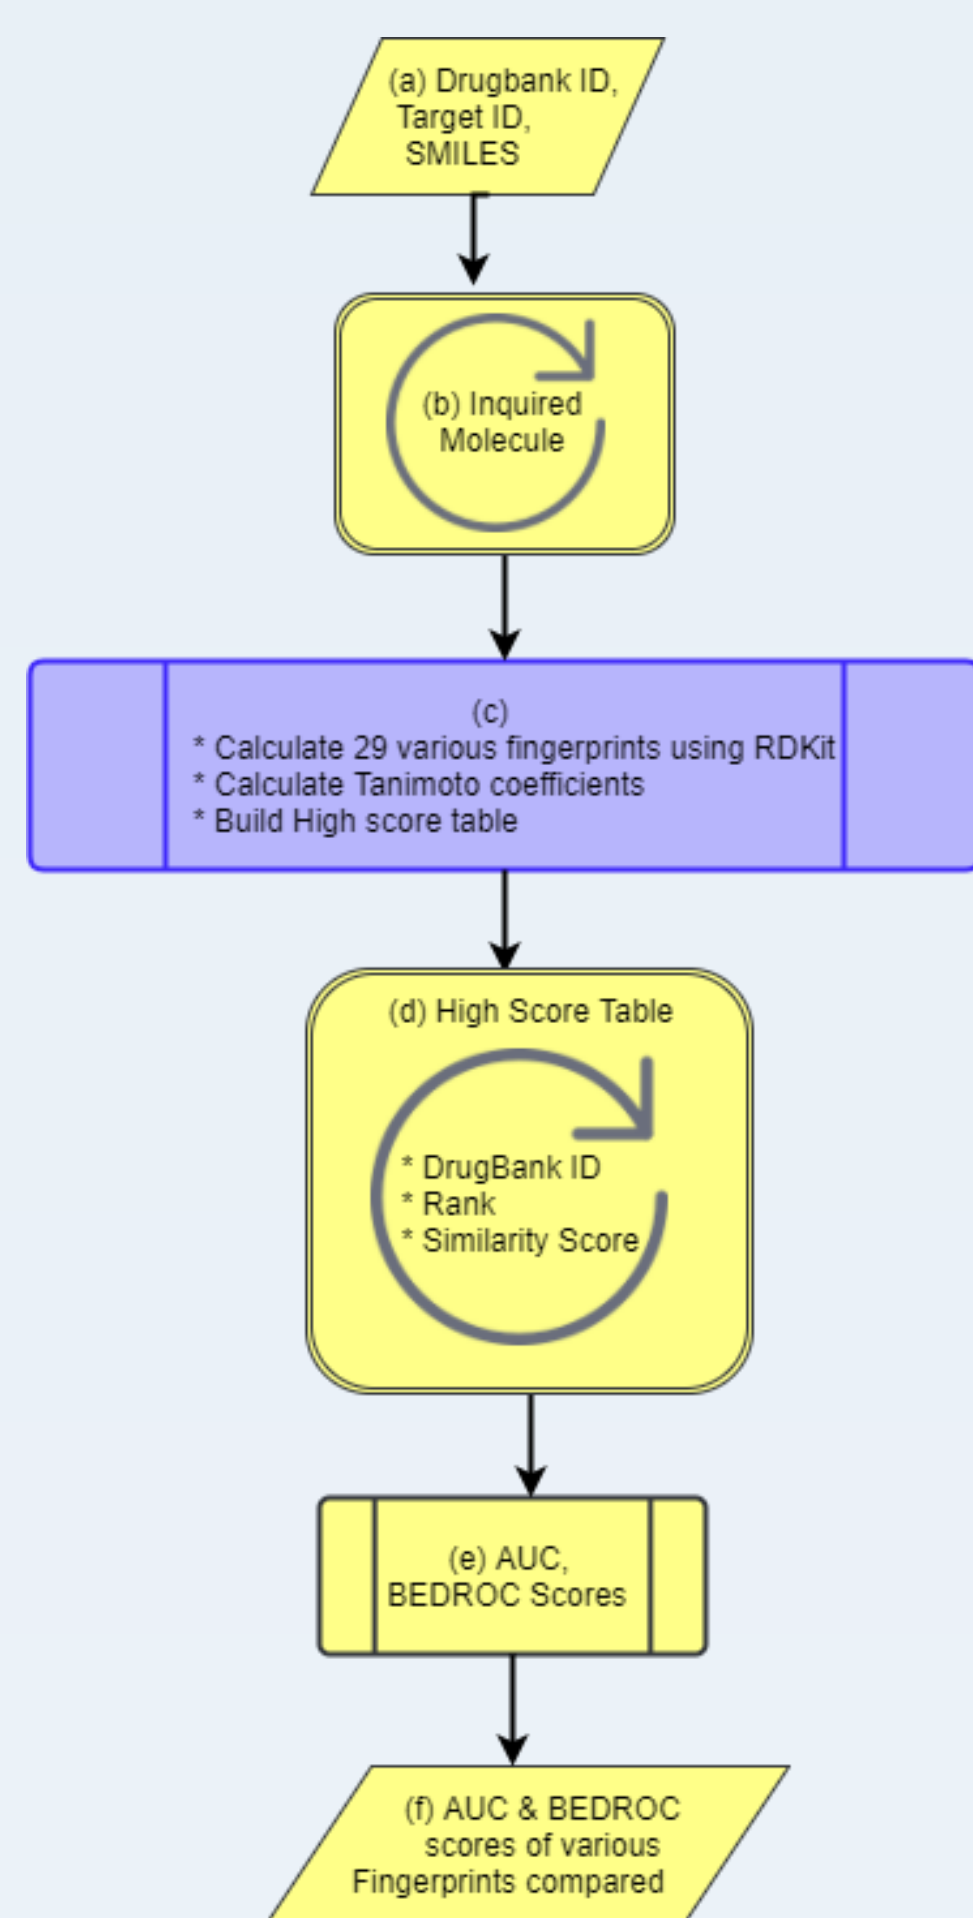 (a) Drugbank ID,
Target ID,
SMILES
(b) Inquired
Molecule
(c)
* Calculate 29 various fingerprints using RDKit
* Calculate Tanimoto coefficients
* Build High score table
(d) High Score Table
* DrugBank ID
* Rank
* Similarity Score
(e) AUC,
BEDROC Scores
(f) AUC & BEDROC
scores of various
Fingerprints compared